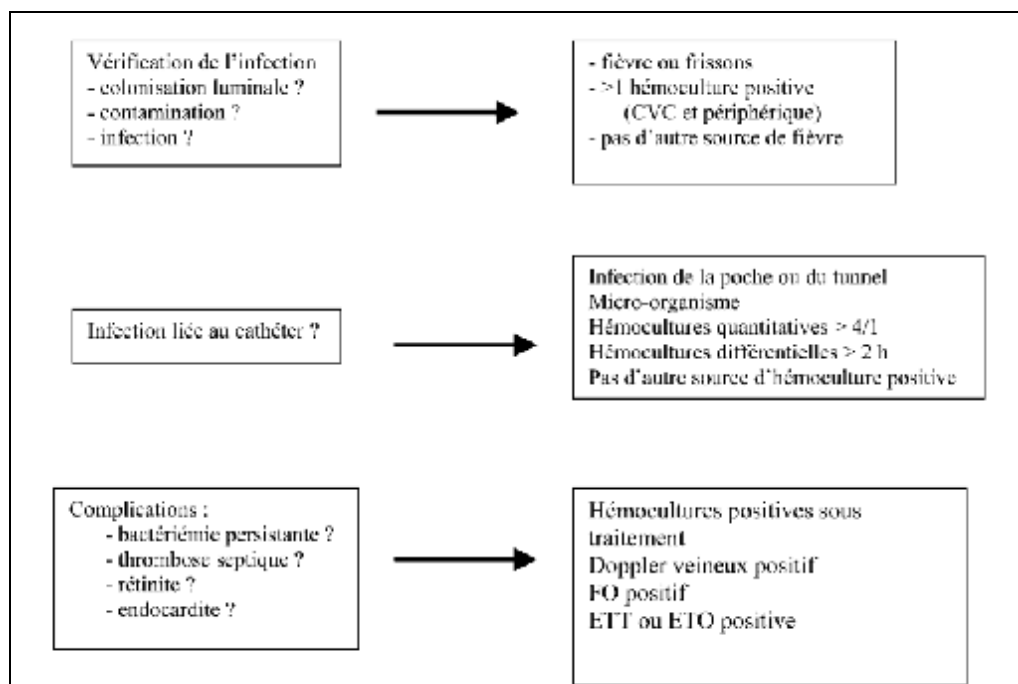 Vérification de l'infection
- colonisation luminale ?
- contamination ?
- infection ?
- fièvre ou frissons
- >1 hémoculture positive
(CVC et périphérique)
- pas d'autre source de fièvre
Infection liée au cathéter ?
Infection de la poche ou du tunnel
Micro-organisme
Hémocultures quantitatives > 4/1
Hémocultures différentielles > 2 h
Pas d'autre source d'hémoculture positive
Complications :
- bactériémie persistante ?
- thrombose septique ?
- rétinite ?
- endocardite ?
Hémocultures positives sous
traitement
Doppler veineux positif
FO positif
ETT ou ETO positive